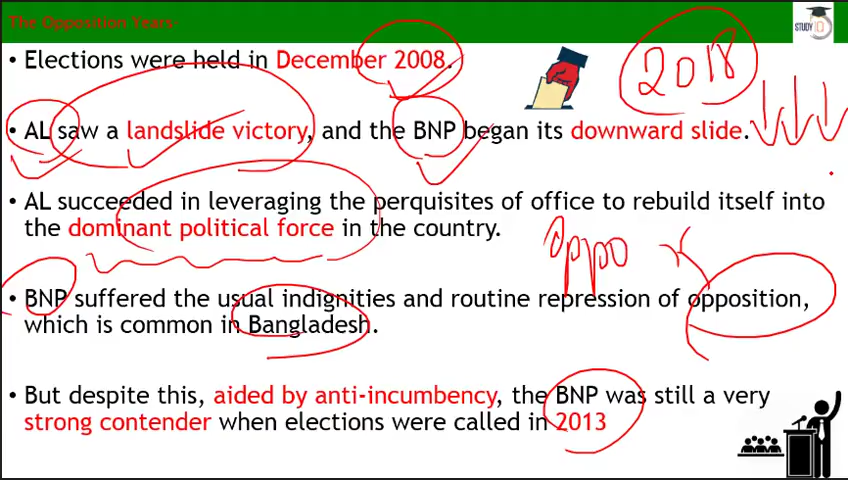 The Opposition Years-
STUDY IQ
• Elections were held in December 2008.
2018
• AL saw a landslide victory, and the BNP began its downward slide.
• AL succeeded in leveraging the perquisites of office to rebuild itself into
the dominant political force in the country.
oppo
• BNP suffered the usual indignities and routine repression of opposition,
which is common in Bangladesh.
• But despite this, aided by anti-incumbency, the BNP was still a very
strong contender when elections were called in 2013